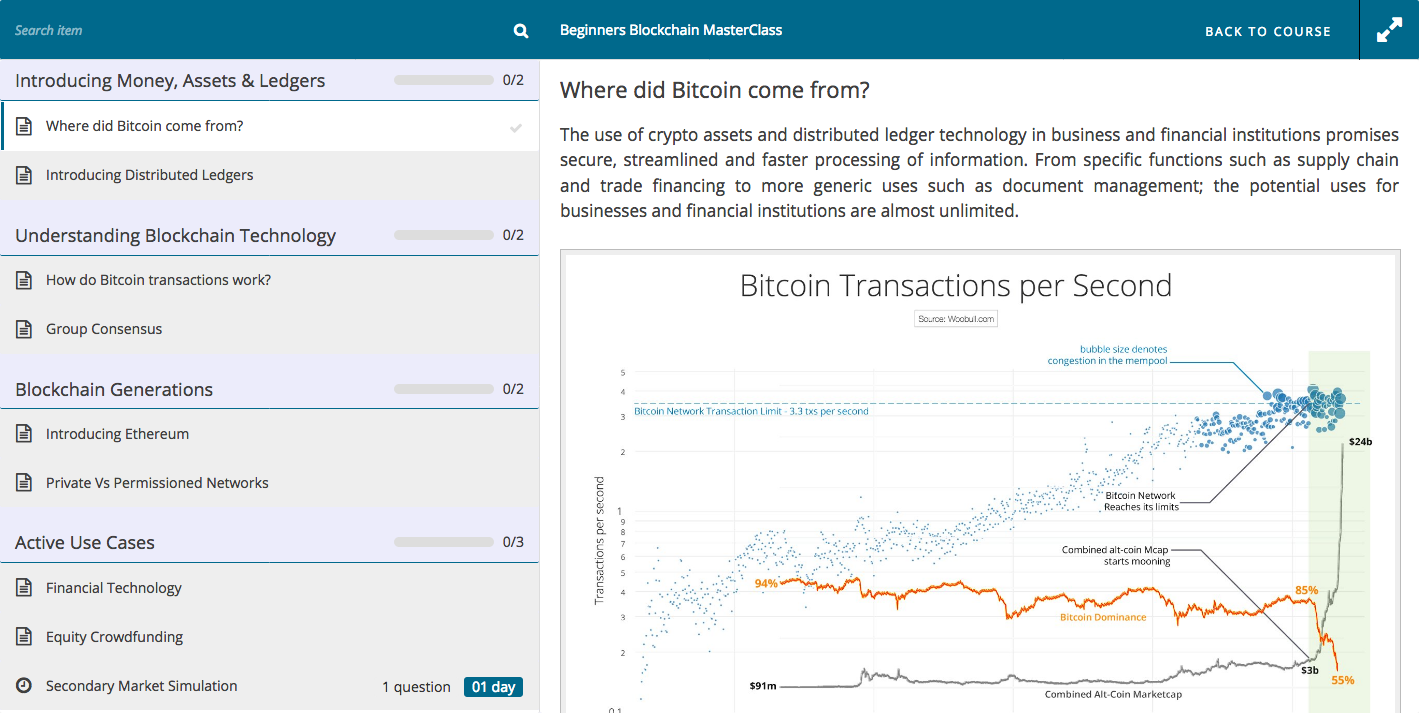 Search item
Beginners Blockchain MasterClass
BACK TO COURSE
Introducing Money, Assets & Ledgers 0/2
Where did Bitcoin come from?
Introducing Distributed Ledgers
Understanding Blockchain Technology 0/2
How do Bitcoin transactions work?
Group Consensus
Blockchain Generations 0/2
Introducing Ethereum
Private Vs Permissioned Networks
Active Use Cases 0/3
Financial Technology
Equity Crowdfunding
Secondary Market Simulation 1 question 01 day
Where did Bitcoin come from?
The use of crypto assets and distributed ledger technology in business and financial institutions promises
secure, streamlined and faster processing of information. From specific functions such as supply chain
and trade financing to more generic uses such as document management; the potential uses for
businesses and financial institutions are almost unlimited.
Bitcoin Transactions per Second
Source: Woobull.com
bubble size denotes
congestion in the mempool
5
4
Bitcoin Network Transaction Limit - 3.3 txs per second
3
$24b
2
Bitcoin Network
Reaches its limits
1
9
8
7
6
5
4
3
2
0.1
Transactions per second
Combined alt-coin Mcap
starts mooning
94%
85%
Bitcoin Dominance
$3b
55%
$91m
Combined Alt-Coin Marketcap